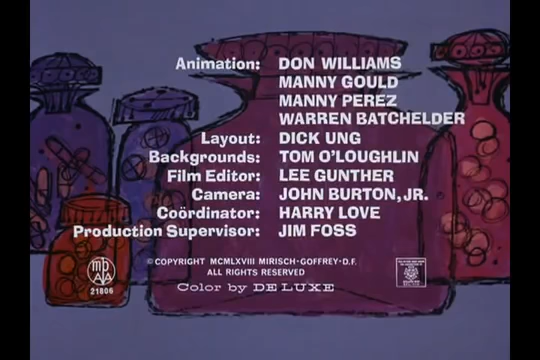 Animation: DON WILLIAMS
MANNY GOULD
MANNY PEREZ
WARREN BATCHELDER
Layout: DICK UNG
Backgrounds: TOM O'LOUGHLIN
Film Editor: LEE GUNTHER
Camera: JOHN BURTON, JR.
Coördinator: HARRY LOVE
Production Supervisor: JIM FOSS
© COPYRIGHT MCMLXVIII MIRISCH-GOFFREY-D.F.
ALL RIGHTS RESERVED
Color by DE LUXE
21806